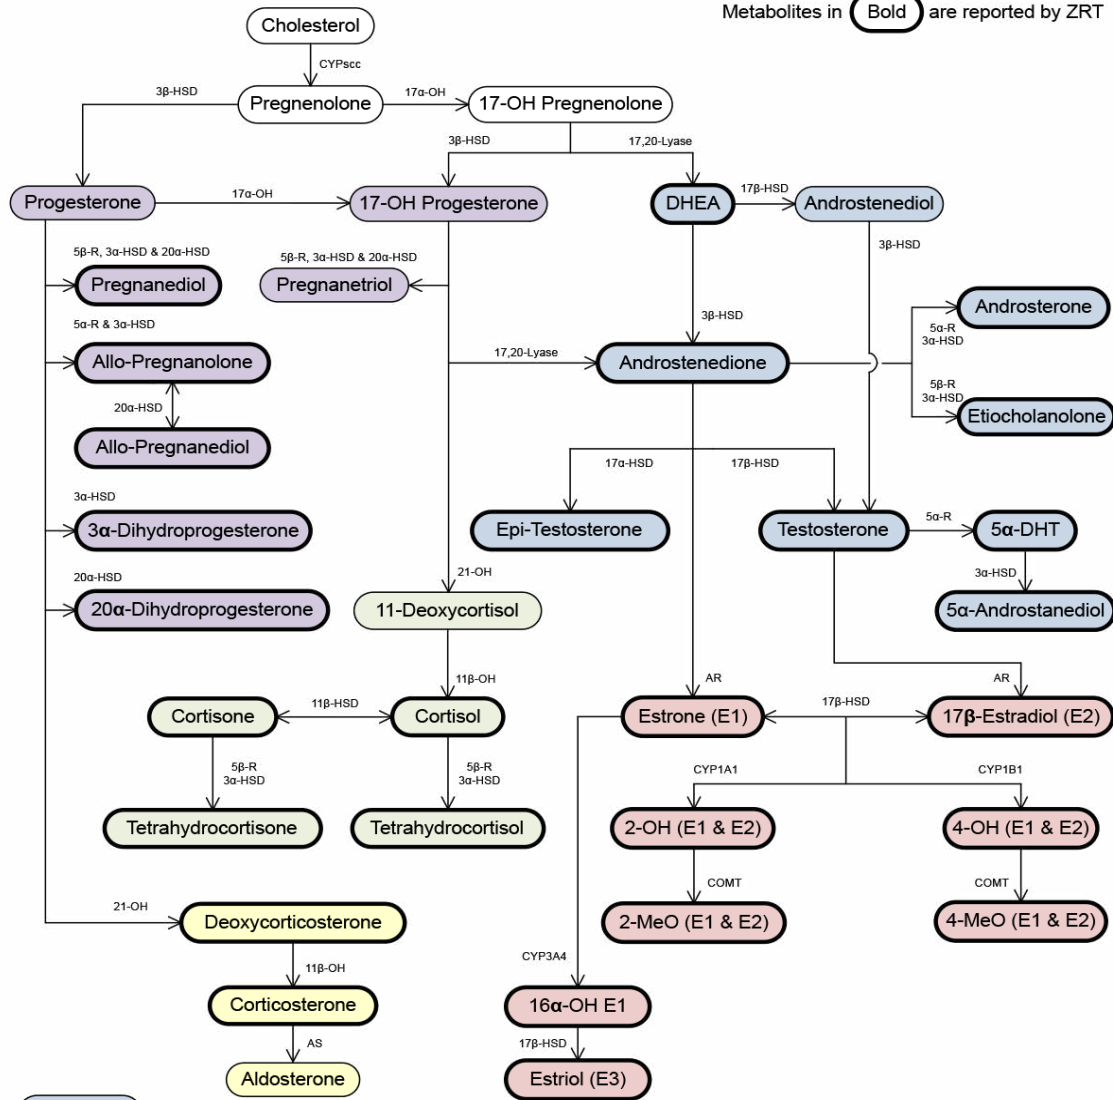 Metabolites in Bold are reported by ZRT
Cholesterol
CYPscc
3β-HSD
Pregnenolone
17α-OH
17-OH Pregnenolone
3β-HSD
17,20-Lyase
Progesterone
17α-OH
17-OH Progesterone
DHEA
17β-HSD
Androstenediol
3β-HSD
5β-R, 3α-HSD & 20α-HSD
Pregnanediol
5β-R, 3α-HSD & 20α-HSD
Pregnanetriol
5α-R & 3α-HSD
Allo-Pregnanolone
20α-HSD
Allo-Pregnanediol
17,20-Lyase
3β-HSD
Androstenedione
5α-R
3α-HSD
Androsterone
5β-R
3α-HSD
Etiocholanolone
17α-HSD
17β-HSD
3α-HSD
3α-Dihydroprogesterone
Epi-Testosterone
Testosterone
5α-R
5α-DHT
3α-HSD
5α-Androstanediol
20α-HSD
20α-Dihydroprogesterone
21-OH
11-Deoxycortisol
11β-OH
Cortisone
11β-HSD
Cortisol
5β-R
3α-HSD
5β-R
3α-HSD
Tetrahydrocortisone
Tetrahydrocortisol
AR
Estrone (E1)
17β-HSD
AR
17β-Estradiol (E2)
CYP1A1
CYP1B1
2-OH (E1 & E2)
4-OH (E1 & E2)
COMT
COMT
2-MeO (E1 & E2)
4-MeO (E1 & E2)
21-OH
Deoxycorticosterone
11β-OH
Corticosterone
AS
Aldosterone
CYP3A4
16α-OH E1
17β-HSD
Estriol (E3)